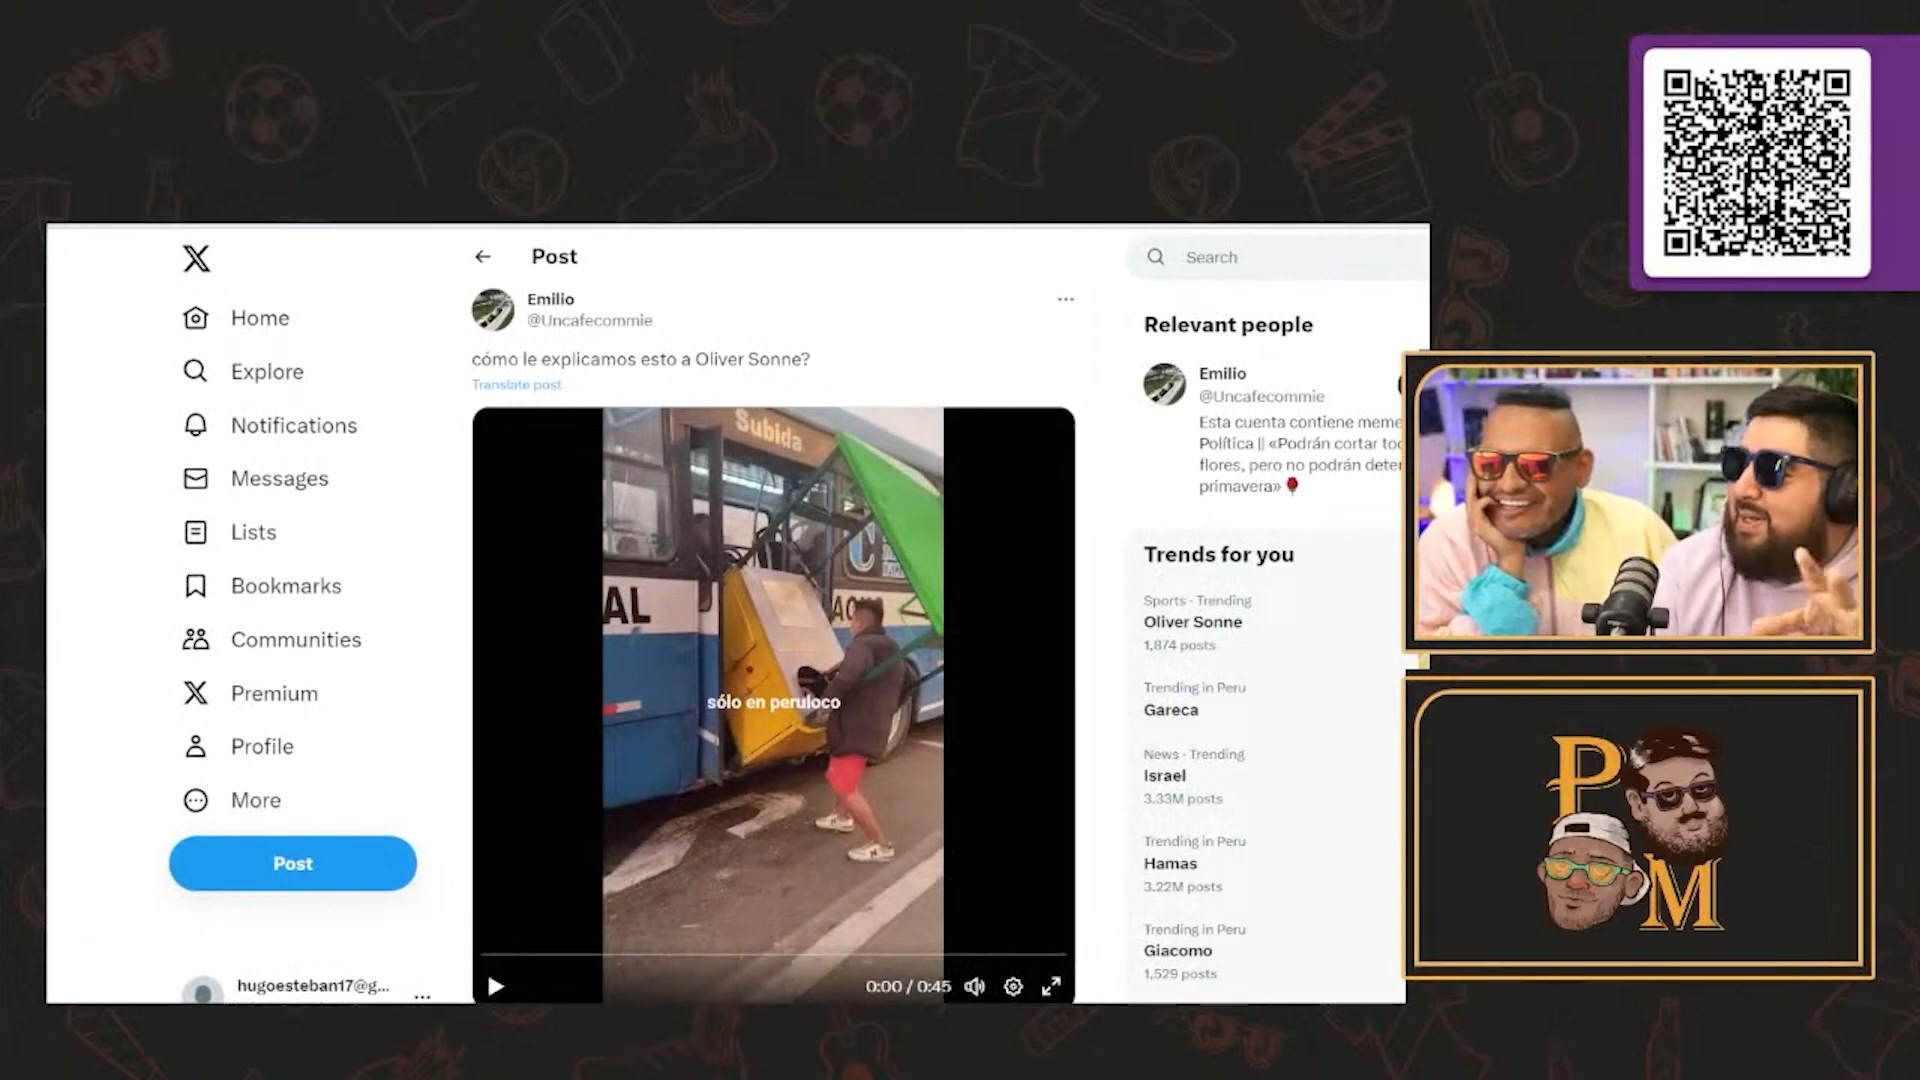 Post
Search
Emilio
@Uncafecommie
cómo le explicamos esto a Oliver Sonne?
Translate post
Subida
AL
sólo en peruloco
0:00 / 0:45
Home
Explore
Notifications
Messages
Lists
Bookmarks
Communities
Premium
Profile
More
Post
hugoesteban17@g...
Relevant people
Emilio
@Uncafecommie
Esta cuenta contiene meme
Política || «Podrán cortar
flores, pero no podrán
primavera»
Trends for you
Sports · Trending
Oliver Sonne
1,874 posts
Trending in Peru
Gareca
News · Trending
Israel
3.33M posts
Trending in Peru
Hamas
3.22M posts
Trending in Peru
Giacomo
1,529 posts
P
M